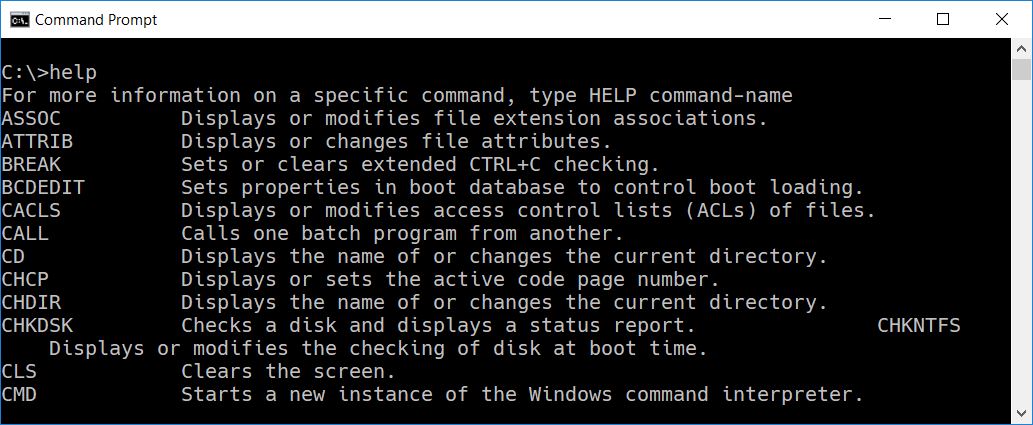 Command Prompt
C:\>help
For more information on a specific command, type HELP command-name
ASSOC          Displays or modifies file extension associations.
ATTRIB         Displays or changes file attributes.
BREAK          Sets or clears extended CTRL+C checking.
BCDEDIT        Sets properties in boot database to control boot loading.
CACLS          Displays or modifies access control lists (ACLs) of files.
CALL           Calls one batch program from another.
CD             Displays the name of or changes the current directory.
CHCP           Displays or sets the active code page number.
CHDIR          Displays the name of or changes the current directory.
CHKDSK         Checks a disk and displays a status report.               CHKNTFS
    Displays or modifies the checking of disk at boot time.
CLS            Clears the screen.
CMD            Starts a new instance of the Windows command interpreter.